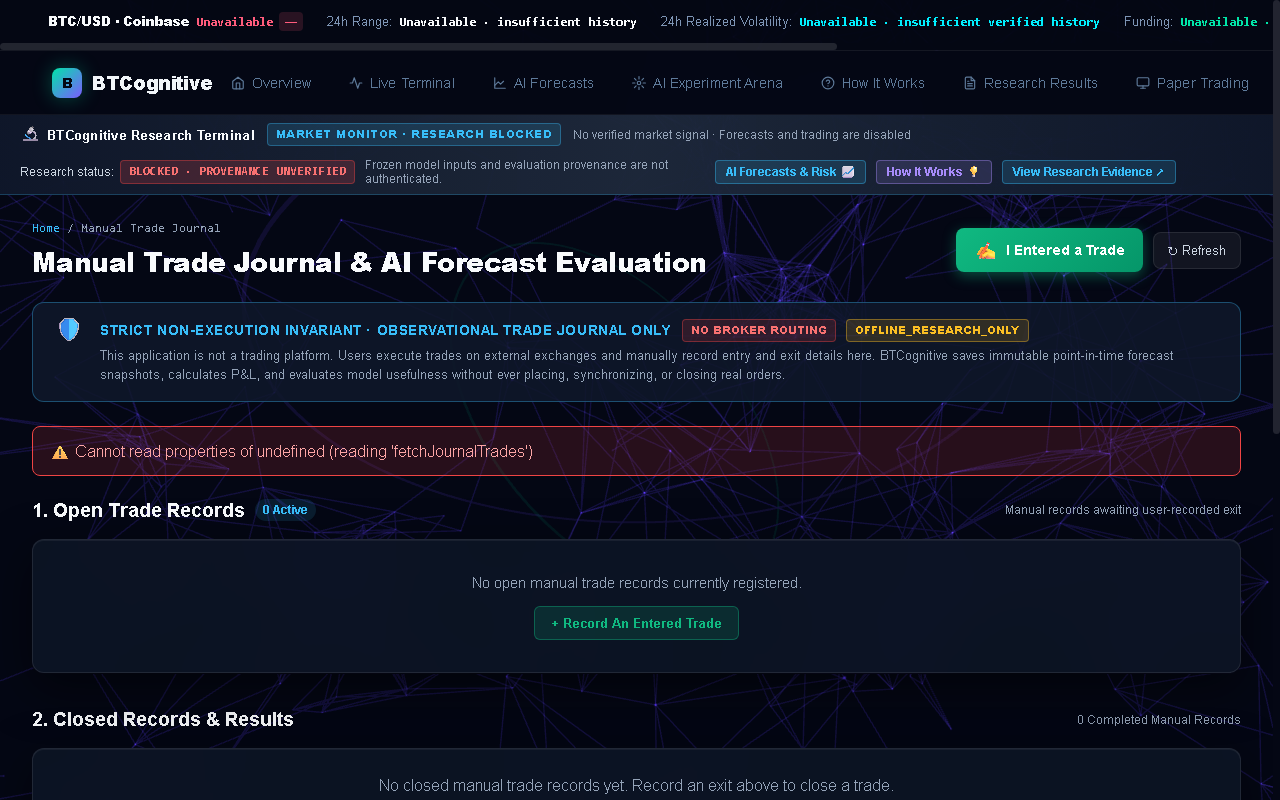 BTC/USD · Coinbase Unavailable — 24h Range: Unavailable · insufficient history 24h Realized Volatility: Unavailable · insufficient verified history Funding: Unavailable ·
B BTCognitive Overview Live Terminal AI Forecasts AI Experiment Arena How It Works Research Results Paper Trading
BTCognitive Research Terminal MARKET MONITOR · RESEARCH BLOCKED No verified market signal · Forecasts and trading are disabled
Research status: BLOCKED · PROVENANCE UNVERIFIED Frozen model inputs and evaluation provenance are not
authenticated.
AI Forecasts & Risk 📈 How It Works 💡 View Research Evidence ↗
Home / Manual Trade Journal
Manual Trade Journal & AI Forecast Evaluation
✍️ I Entered a Trade ↻ Refresh
STRICT NON-EXECUTION INVARIANT · OBSERVATIONAL TRADE JOURNAL ONLY NO BROKER ROUTING OFFLINE_RESEARCH_ONLY
This application is not a trading platform. Users execute trades on external exchanges and manually record entry and exit details here. BTCognitive saves immutable point-in-time forecast
snapshots, calculates P&L, and evaluates model usefulness without ever placing, synchronizing, or closing real orders.
⚠️ Cannot read properties of undefined (reading 'fetchJournalTrades')
1. Open Trade Records 0 Active Manual records awaiting user-recorded exit
No open manual trade records currently registered.
+ Record An Entered Trade
2. Closed Records & Results 0 Completed Manual Records
No closed manual trade records yet. Record an exit above to close a trade.